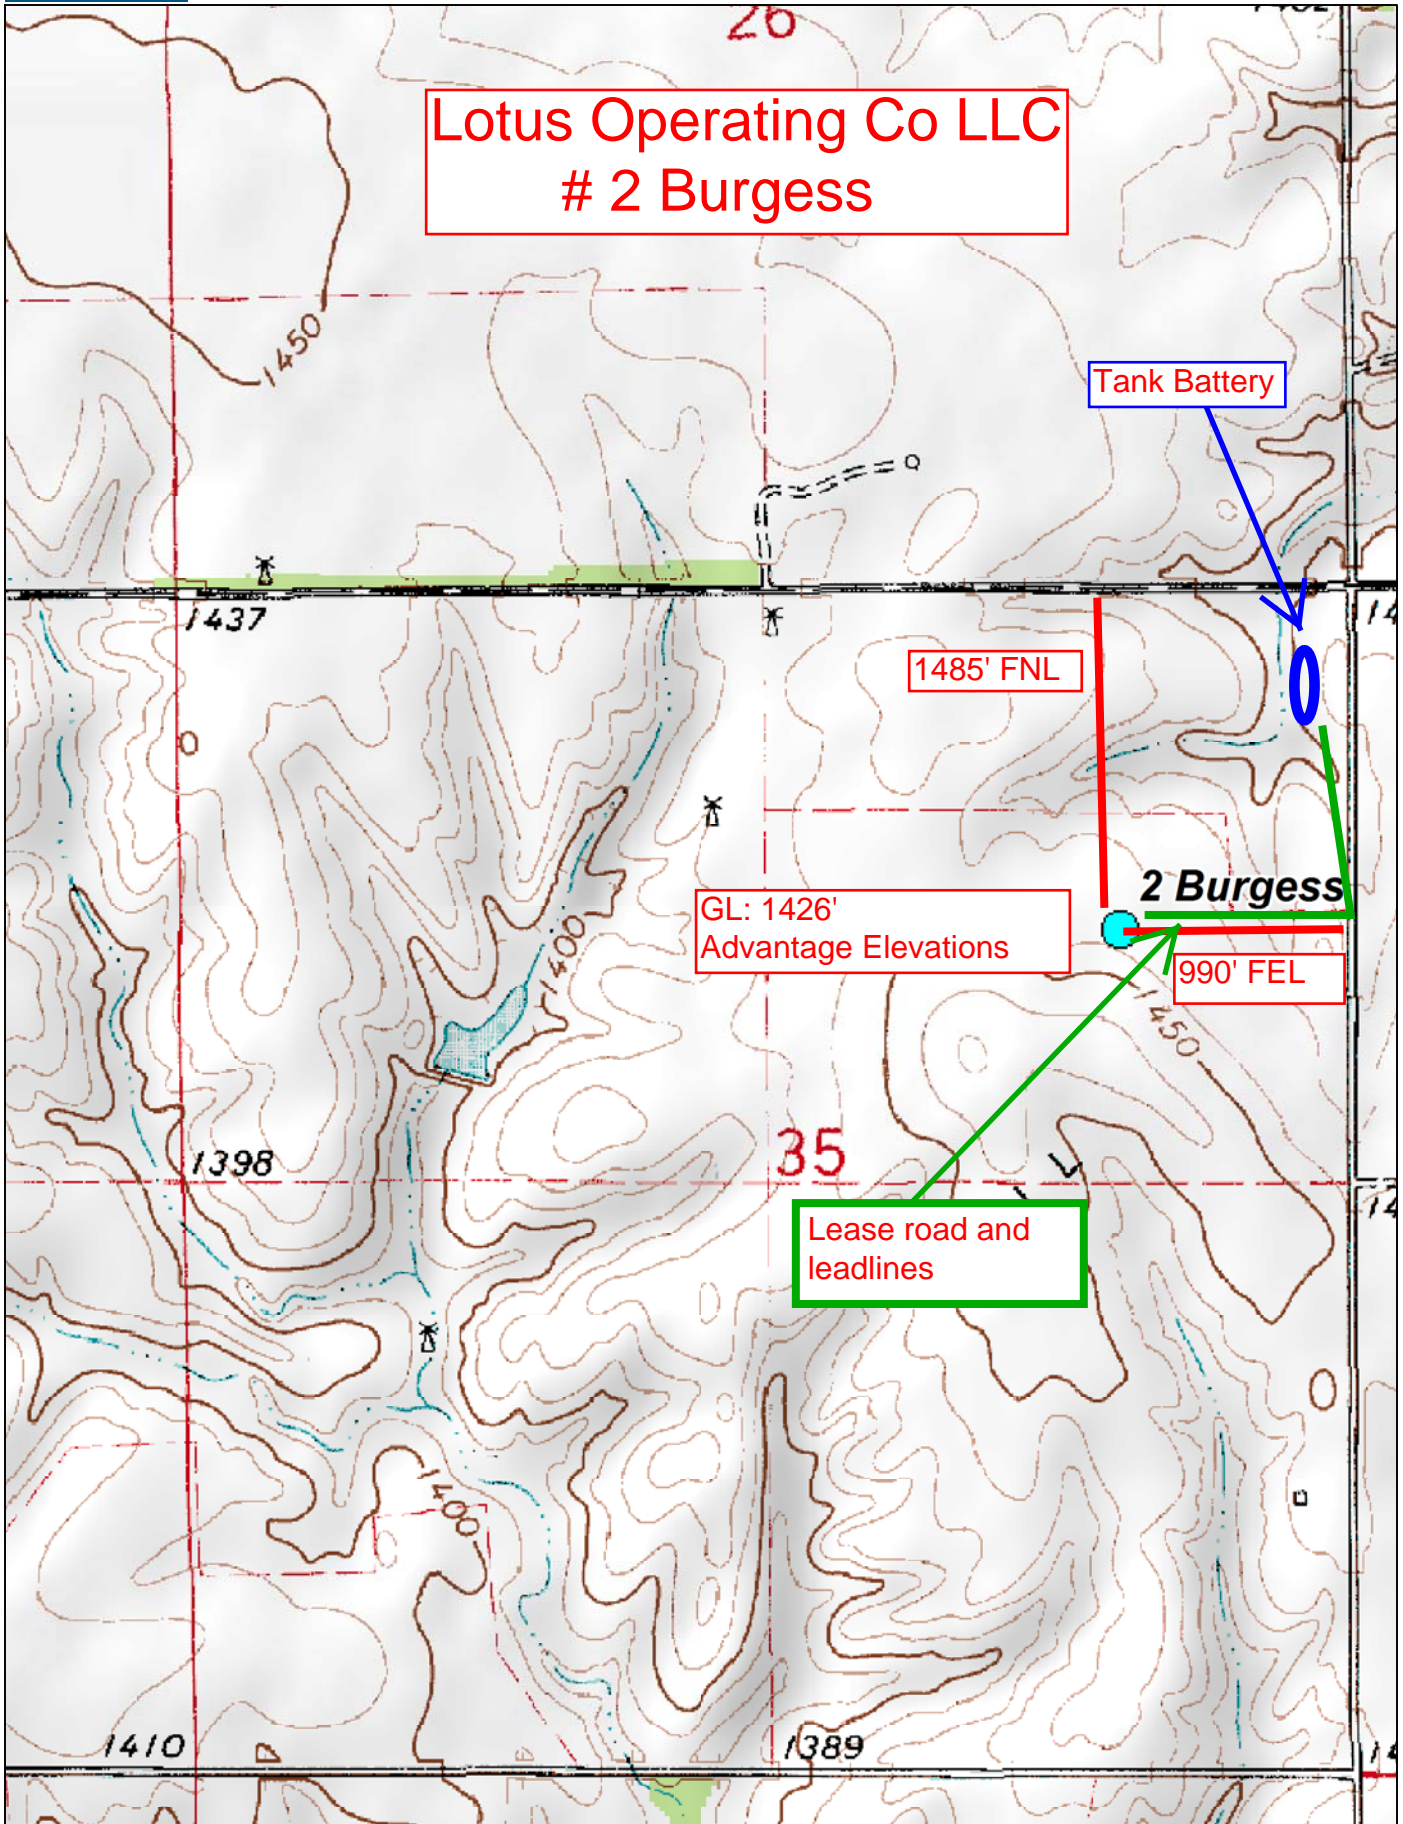 26
Lotus Operating Co LLC
# 2 Burgess
1450
Tank Battery
1437
1485' FNL
2 Burgess
GL: 1426'
Advantage Elevations
990' FEL
1400
1450
35
1398
Lease road and
leadlines
1400
1410
1389